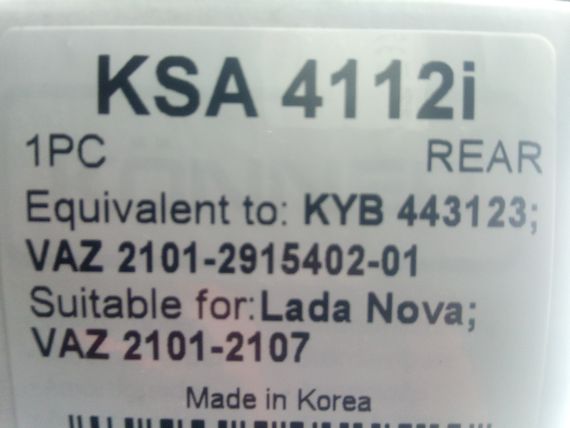 KSA 4112i
1PC REAR
Equivalent to: KYB 443123;
VAZ 2101-2915402-01
Suitable for:Lada Nova;
VAZ 2101-2107
Made in Korea